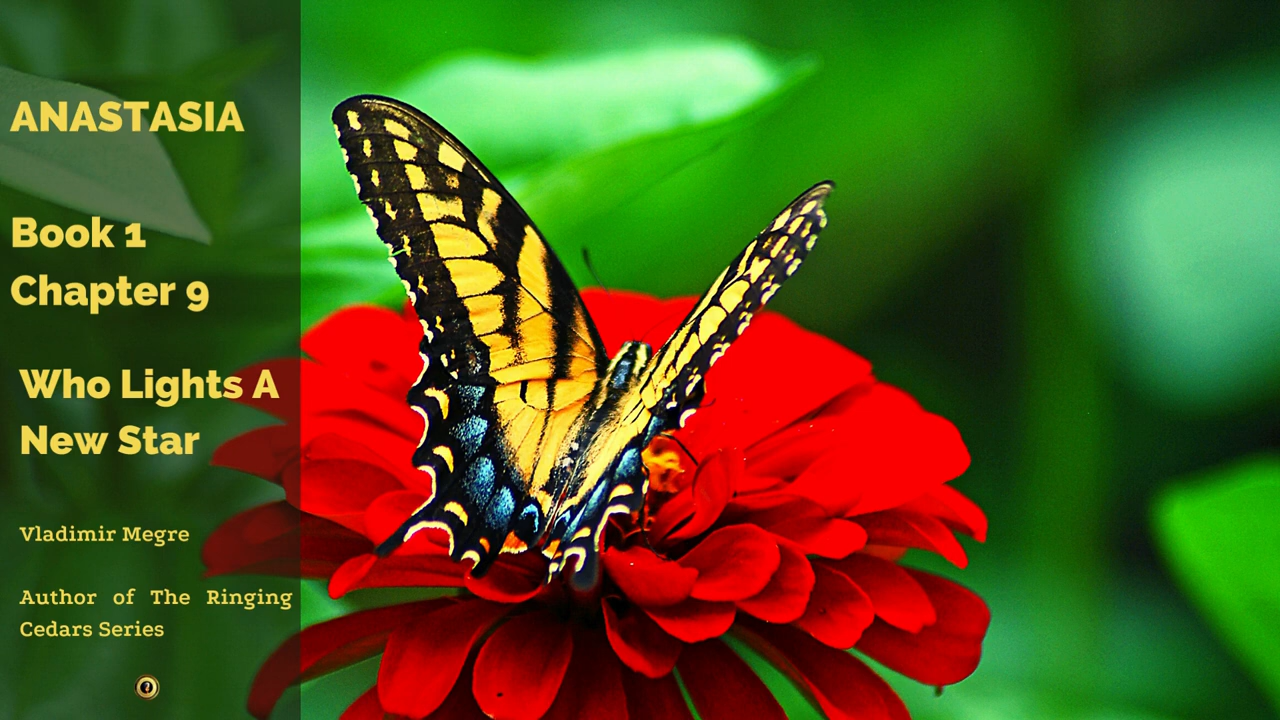 ANASTASIA
Book 1
Chapter 9
Who Lights A
New Star
Vladimir Megre
Author of The Ringing
Cedars Series
?